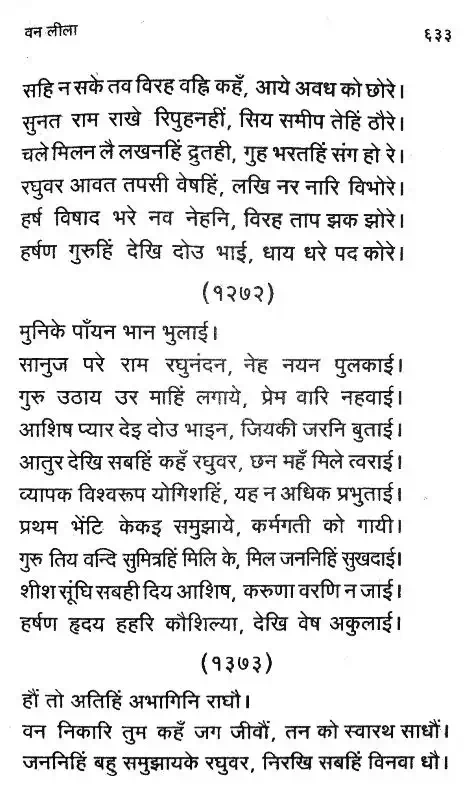 वन लीला
६३३
सहि न सके तव विरह वह्नि कहँ, आये अवध को छोरे।
सुनत राम राखे रिपुहनहीं, सिय समीप तेहिं ठौरे।
चले मिलन लै लखनहिं द्रुतही, गुह भरतहिं संग हो रे।
रघुवर आवत तपसी वेषहिं, लखि नर नारि विभोरे।
हर्ष विषाद भरे नव नेहनि, विरह ताप झक झोरे।
हर्षण गुरुहिं देखि दोउ भाई, धाय धरे पद कोरे।
(१२७२)
मुनिके पाँयन भान भुलाई।
सानुज परे राम रघुनंदन, नेह नयन पुलकाई।
गुरु उठाय उर माहिं लगाये, प्रेम वारि नहवाई।
आशिष प्यार देइ दोउ भाइन, जियकी जरनि बुताई।
आतुर देखि सबहिं कहँ रघुवर, छन महँ मिले त्वराई।
व्यापक विश्वरूप योगिशहिं, यह न अधिक प्रभुताई।
प्रथम भेंटि केकइ समुझाये, कर्मगती को गायी।
गुरु तिय वन्दि सुमित्रहिं मिलि के, मिल जननिहिं सुखदाई।
शीश सूंघि सबही दिय आशिष, करुणा वरणि न जाई।
हर्षण हृदय हहरि कौशिल्या, देखि वेष अकुलाई।
(१३७३)
हौं तो अतिहिं अभागिनि राघौ।
वन निकारि तुम कहँ जग जीवौं, तन को स्वारथ साधौं।
जननिहिं बहु समुझायके रघुवर, निरखि सबहिं विनवा धौ।